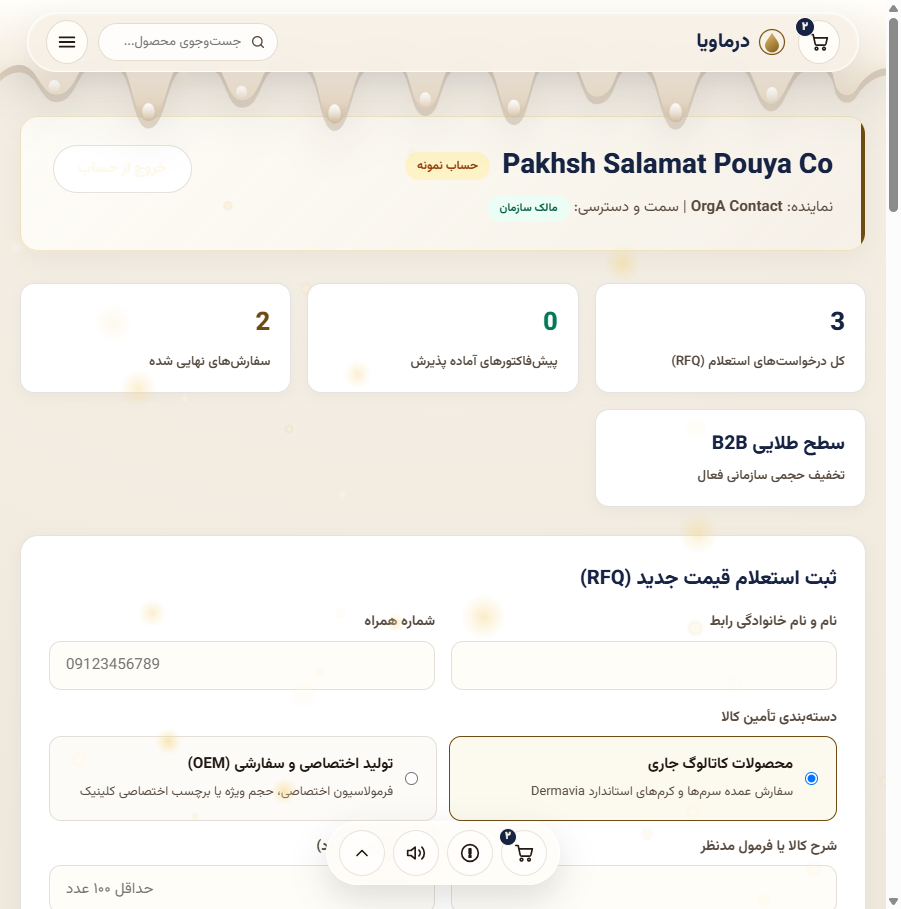 ۲
درماویا
جست‌وجوی محصول...
Pakhsh Salamat Pouya Co
حساب نمونه
خروج از حساب
نماینده: OrgA Contact | سمت و دسترسی: مالک سازمان
3
کل درخواست‌های استعلام (RFQ)
0
پیش‌فاکتورهای آماده پذیرش
2
سفارش‌های نهایی شده
سطح طلایی B2B
تخفیف حجمی سازمانی فعال
ثبت استعلام قیمت جدید (RFQ)
نام و نام خانوادگی رابط
شماره همراه
09123456789
دسته‌بندی تأمین کالا
محصولات کاتالوگ جاری
سفارش عمده سرم‌ها و کرم‌های استاندارد Dermavia
تولید اختصاصی و سفارشی (OEM)
فرمولاسیون اختصاصی، حجم ویژه یا برچسب اختصاصی کلینیک
شرح کالا یا فرمول مدنظر
حداقل ۱۰۰ عدد
۲